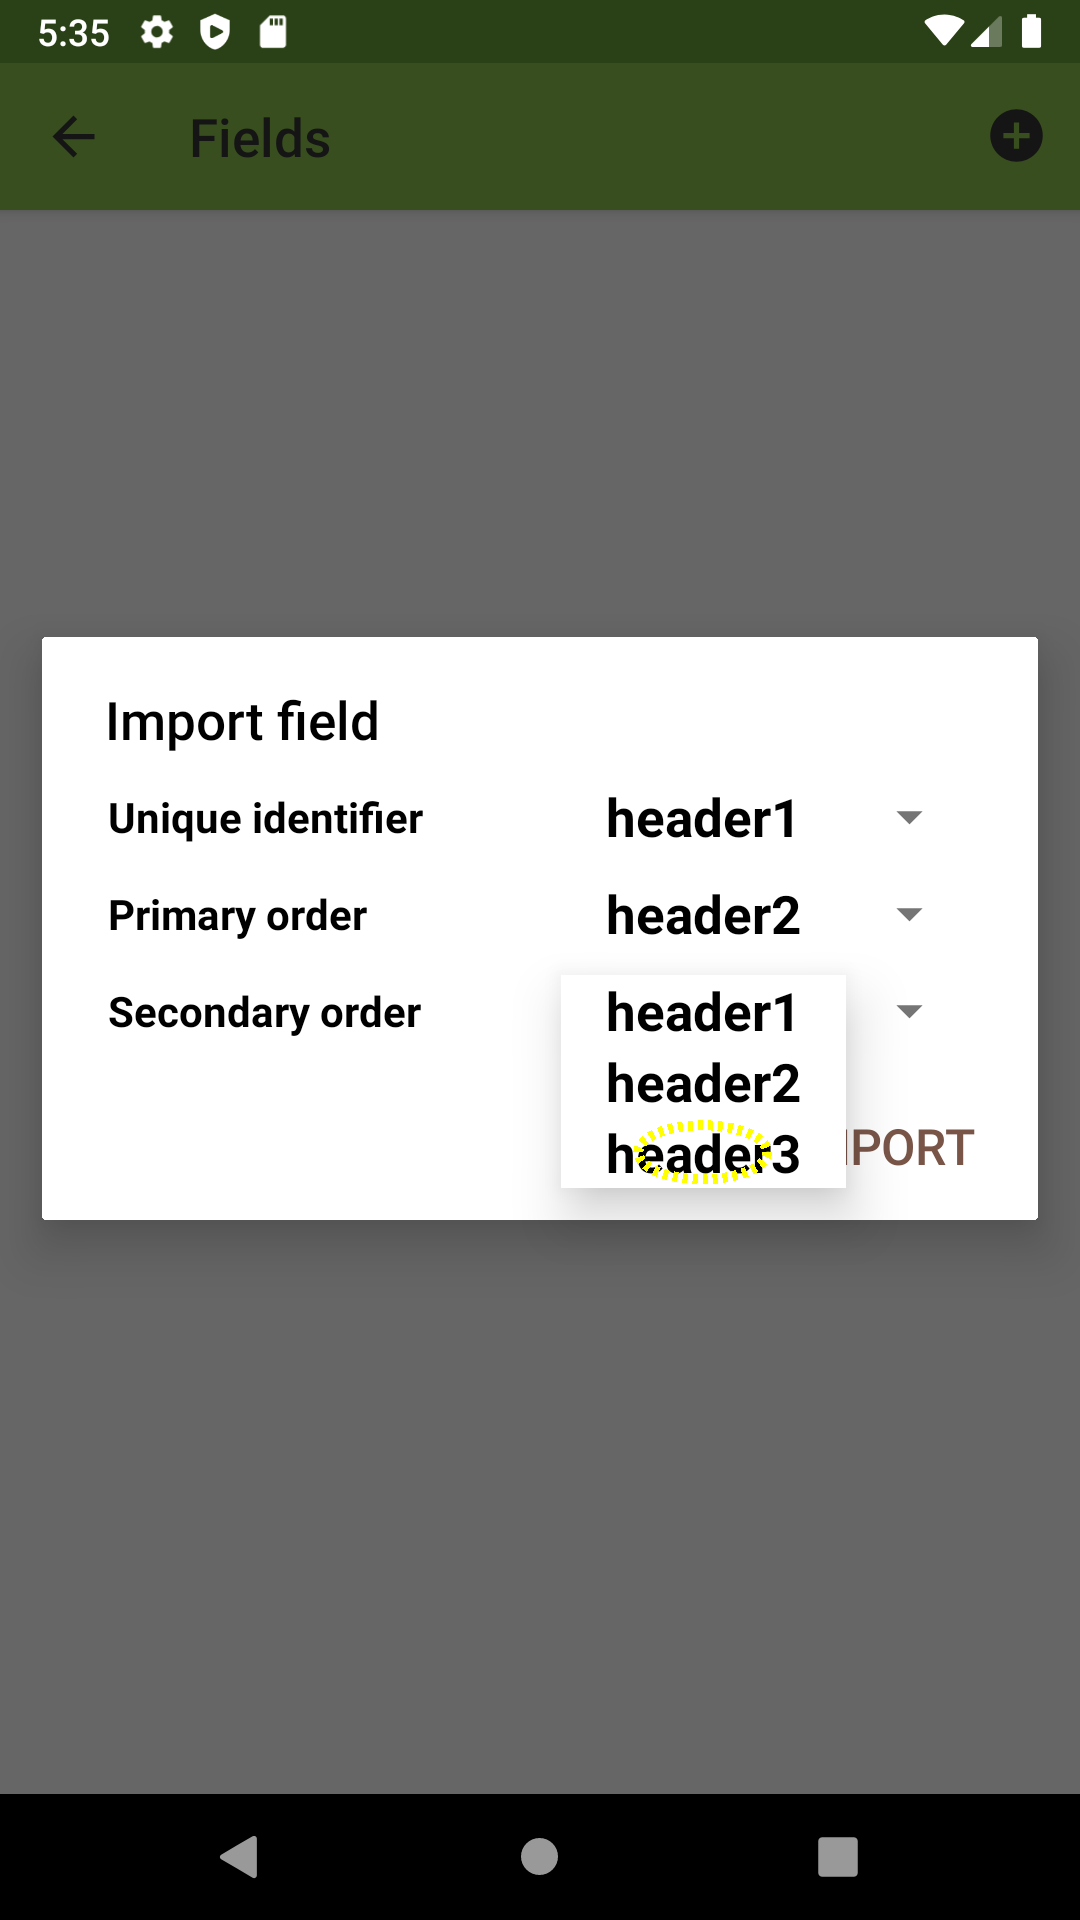 5:35
Fields
Import field
Unique identifier header1
Primary order header2
Secondary order header1
header2
header3
PORT